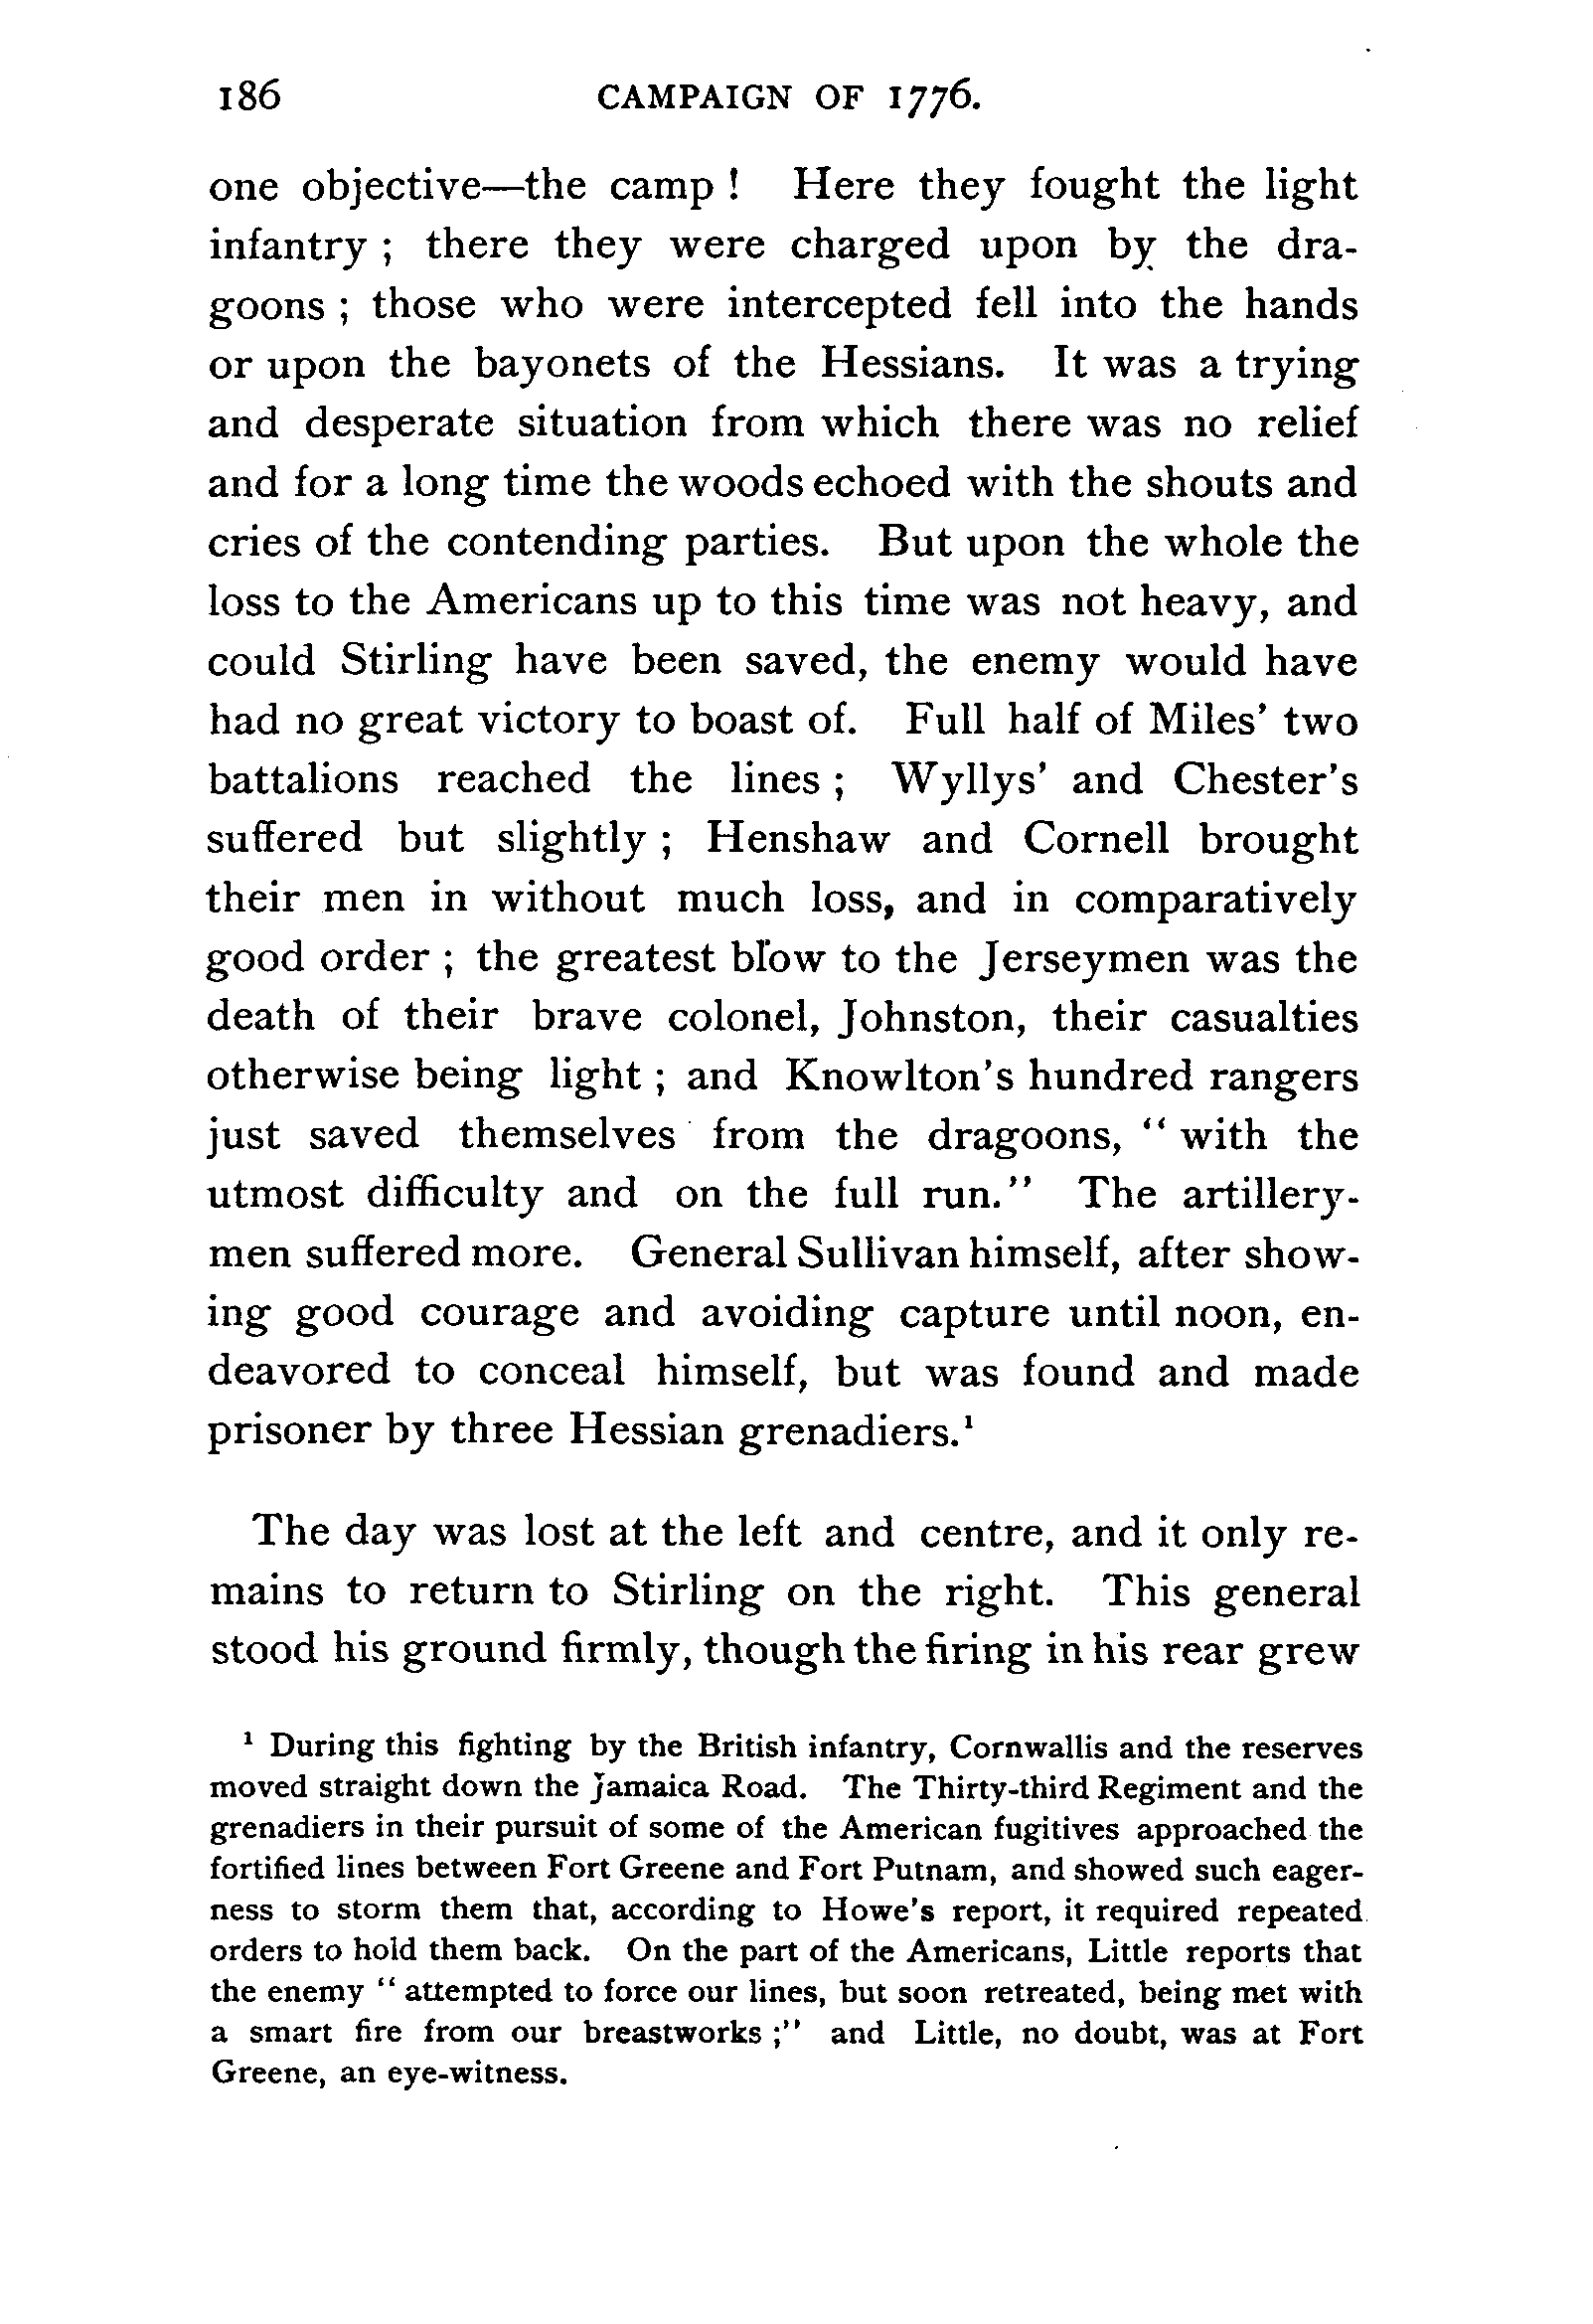 186 CAMPAIGN OF 1776.
one objective—the camp ! Here they fought the light
infantry ; there they were charged upon by the dra-
goons ; those who were intercepted fell into the hands
or upon the bayonets of the Hessians. It was a trying
and desperate situation from which there was no relief
and for a long time the woods echoed with the shouts and
cries of the contending parties. But upon the whole the
loss to the Americans up to this time was not heavy, and
could Stirling have been saved, the enemy would have
had no great victory to boast of. Full half of Miles' two
battalions reached the lines ; Wyllys' and Chester's
suffered but slightly ; Henshaw and Cornell brought
their men in without much loss, and in comparatively
good order ; the greatest blow to the Jerseymen was the
death of their brave colonel, Johnston, their casualties
otherwise being light ; and Knowlton's hundred rangers
just saved themselves from the dragoons, “ with the
utmost difficulty and on the full run.” The artillery-
men suffered more. General Sullivan himself, after show-
ing good courage and avoiding capture until noon, en-
deavored to conceal himself, but was found and made
prisoner by three Hessian grenadiers.¹
The day was lost at the left and centre, and it only re-
mains to return to Stirling on the right. This general
stood his ground firmly, though the firing in his rear grew
¹ During this fighting by the British infantry, Cornwallis and the reserves
moved straight down the Jamaica Road. The Thirty-third Regiment and the
grenadiers in their pursuit of some of the American fugitives approached the
fortified lines between Fort Greene and Fort Putnam, and showed such eager-
ness to storm them that, according to Howe's report, it required repeated
orders to hold them back. On the part of the Americans, Little reports that
the enemy “ attempted to force our lines, but soon retreated, being met with
a smart fire from our breastworks ;” and Little, no doubt, was at Fort
Greene, an eye-witness.